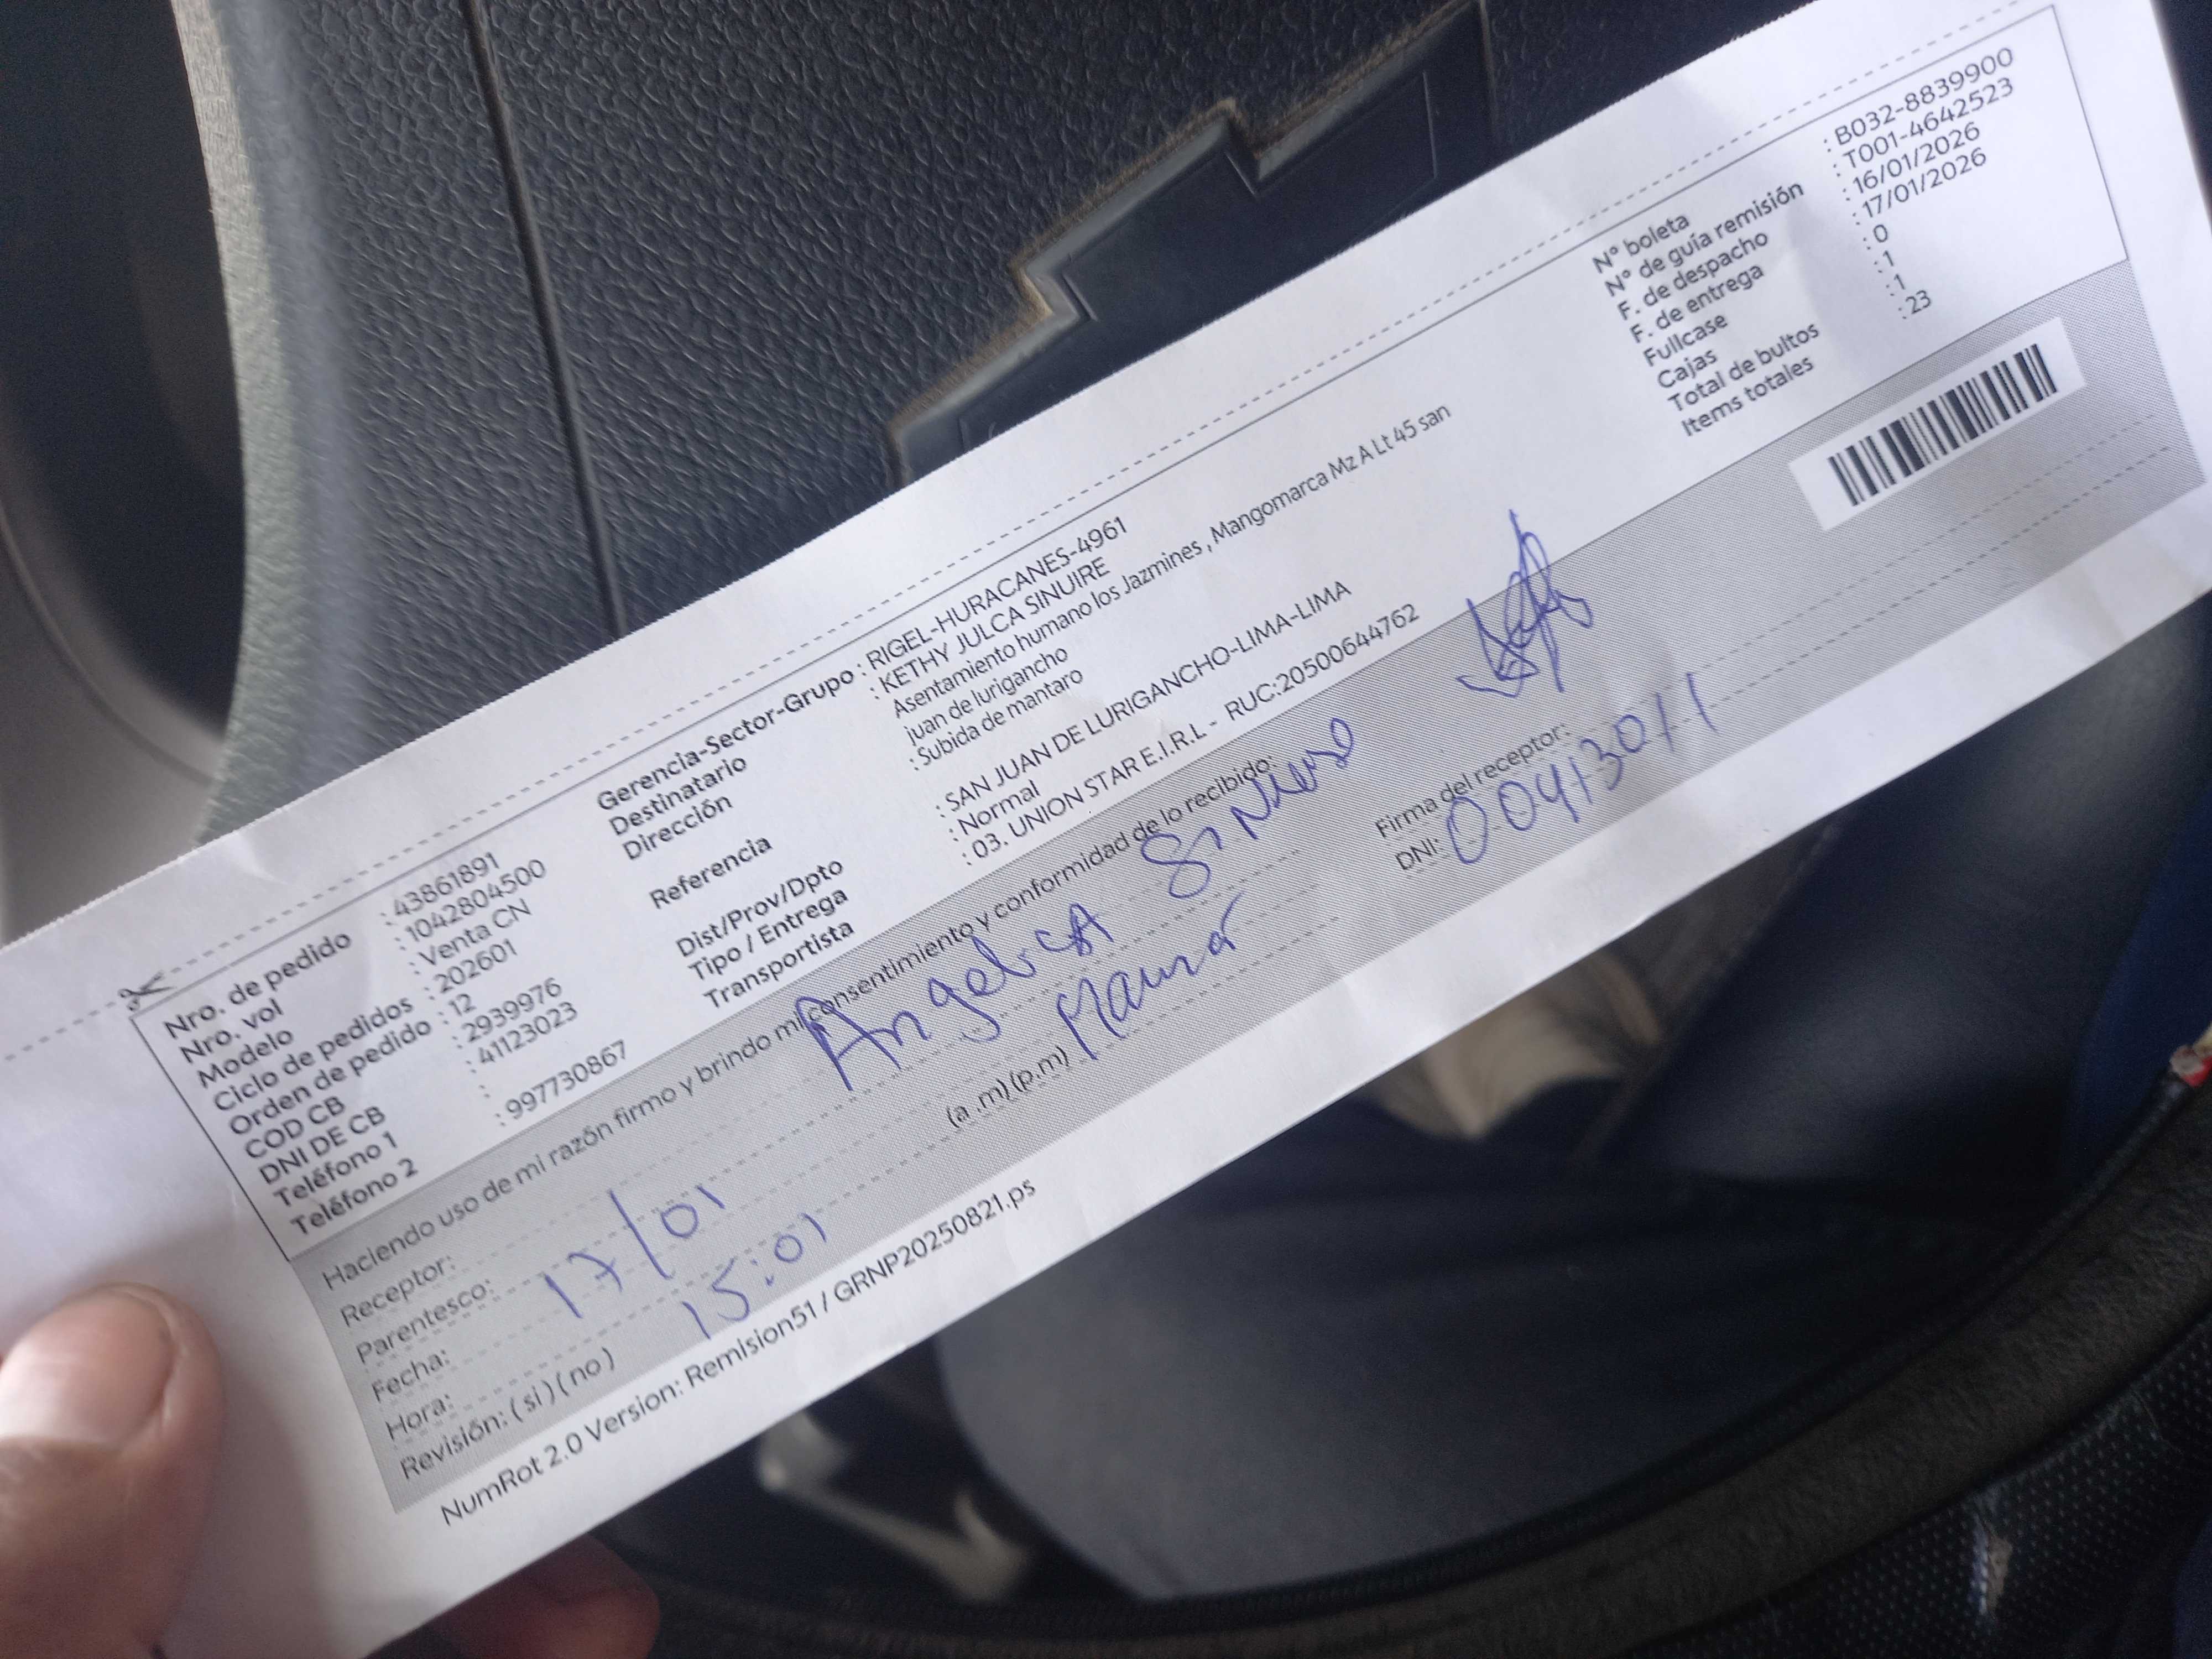 Nro. de pedido : 43861891
Nro. vol : 1042804500
Modelo : Venta CN
Ciclo de pedidos : 202601
Orden de pedido : 12
COD CB : 2939976
DNI DE CB : 41123023
Teléfono 1 :
Teléfono 2 : 997730867
Gerencia-Sector-Grupo : RIGEL-HURACANES-4961
Destinatario : KETHY JULCA SINUIRE
Dirección Asentamiento humano los Jazmines , Mangomarca Mz A Lt 45 san
juan de lurigancho
Referencia : Subida de mantaro
Dist/Prov/Dpto : SAN JUAN DE LURIGANCHO-LIMA-LIMA
Tipo / Entrega : Normal
Transportista : 03. UNION STAR E.I.R.L - RUC:20500644762
N° boleta : B032-8839900
N° de guía remisión : T001-4642523
F. de despacho : 16/01/2026
F. de entrega : 17/01/2026
Fullcase : 0
Cajas : 1
Total de bultos : 1
Items totales : 23
Haciendo uso de mi razón firmo y brindo mi consentimiento y conformidad de lo recibido:
Receptor: Angelica
Parentesco: Mamá
Fecha: 17/01
Hora: 15:01 (a .m) (p.m)
Revisión: ( si ) ( no )
Firma del receptor:
DNI:
NumRot 2.0 Version: Remision51 / GRNP20250821.ps